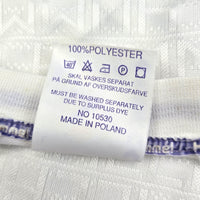 100%POLYESTER
SKAL VASKES SEPARAT
PÅ GRUND AF OVERSKUDSFARVE
MUST BE WASHED SEPARATELY
DUE TO SURPLUS DYE
NO 10530
MADE IN POLAND